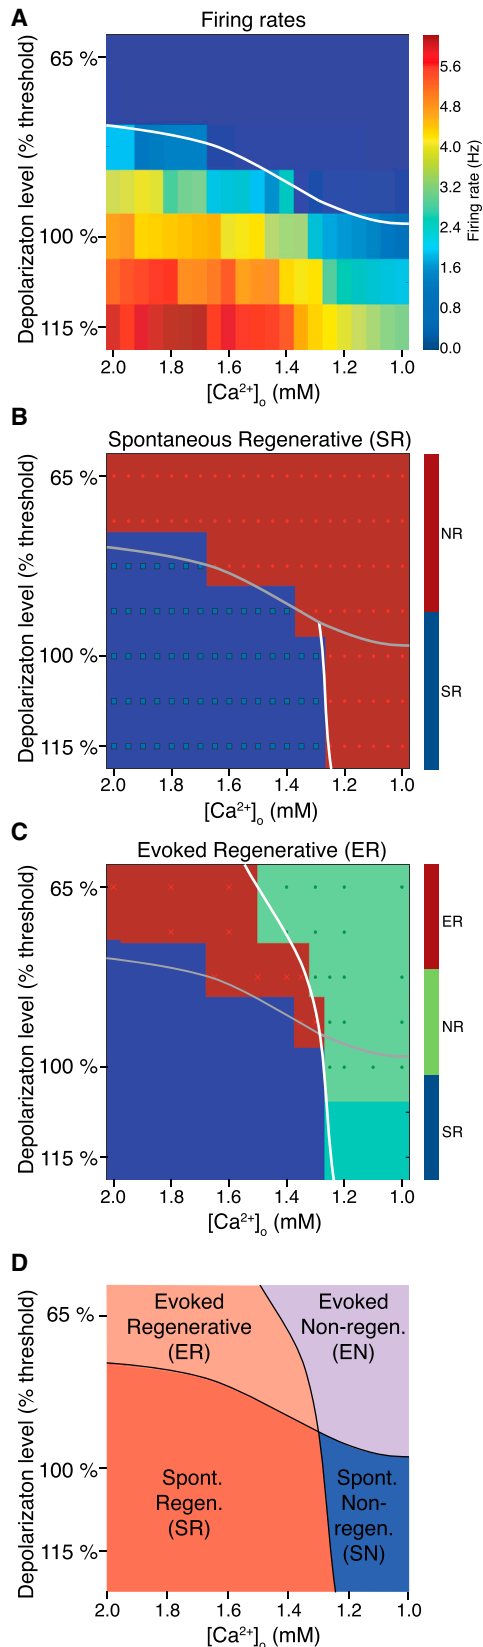 A
Firing rates
Depolarizaton level (% threshold)
65 %
100 %
115 %
2.0 1.8 1.6 1.4 1.2 1.0
[Ca²⁺]ₒ (mM)
5.6
4.8
4.0
3.2
2.4
1.6
0.8
0.0
Firing rate (Hz)
B
Spontaneous Regenerative (SR)
Depolarizaton level (% threshold)
65 %
100 %
115 %
2.0 1.8 1.6 1.4 1.2 1.0
[Ca²⁺]ₒ (mM)
NR
SR
C
Evoked Regenerative (ER)
Depolarizaton level (% threshold)
65 %
100 %
115 %
2.0 1.8 1.6 1.4 1.2 1.0
[Ca²⁺]ₒ (mM)
ER
NR
SR
D
Depolarizaton level (% threshold)
65 %
100 %
115 %
Evoked
Regenerative
(ER)
Evoked
Non-regen.
(EN)
Spont.
Regen.
(SR)
Spont.
Non-
regen.
(SN)
2.0 1.8 1.6 1.4 1.2 1.0
[Ca²⁺]ₒ (mM)